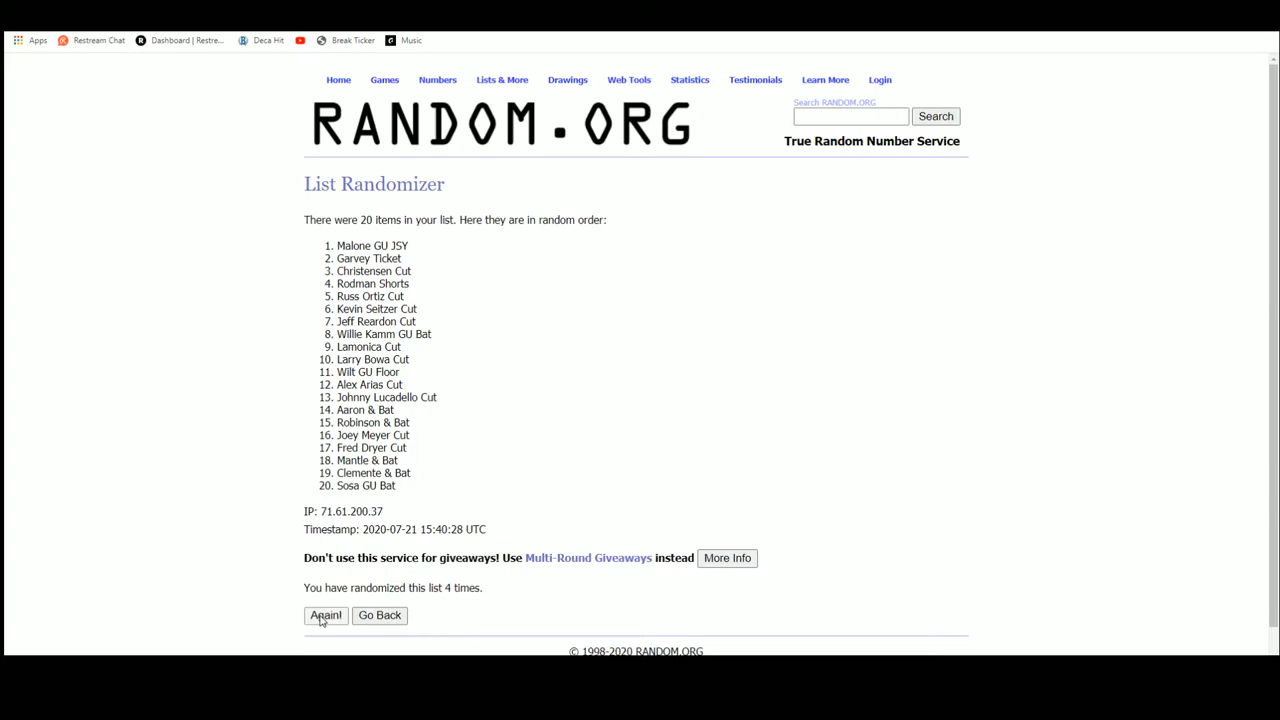 Apps Restream Chat Dashboard | Restre... Deca Hit Break Ticker Music
Home Games Numbers Lists & More Drawings Web Tools Statistics Testimonials Learn More Login
RANDOM.ORG
Search RANDOM.ORG
Search
True Random Number Service
List Randomizer
There were 20 items in your list. Here they are in random order:
1. Malone GU JSY
2. Garvey Ticket
3. Christensen Cut
4. Rodman Shorts
5. Russ Ortiz Cut
6. Kevin Seitzer Cut
7. Jeff Reardon Cut
8. Willie Kamm GU Bat
9. Lamonica Cut
10. Larry Bowa Cut
11. Wilt GU Floor
12. Alex Arias Cut
13. Johnny Lucadello Cut
14. Aaron & Bat
15. Robinson & Bat
16. Joey Meyer Cut
17. Fred Dryer Cut
18. Mantle & Bat
19. Clemente & Bat
20. Sosa GU Bat
IP: 71.61.200.37
Timestamp: 2020-07-21 15:40:28 UTC
Don't use this service for giveaways! Use Multi-Round Giveaways instead More Info
You have randomized this list 4 times.
Again! Go Back
© 1998-2020 RANDOM.ORG